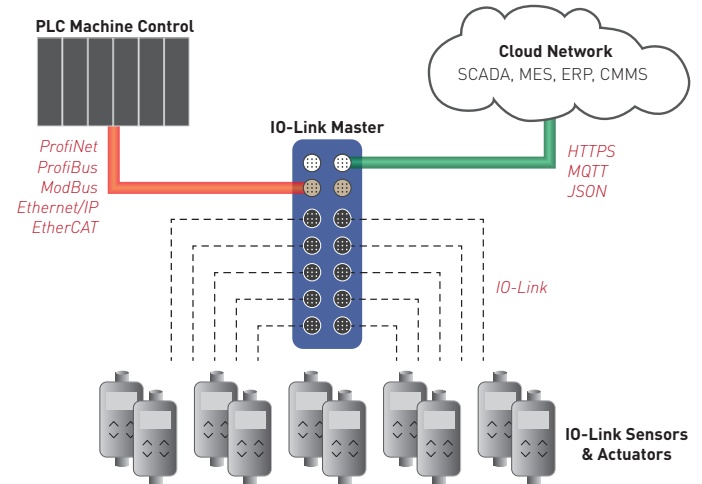 PLC Machine Control
Cloud Network
SCADA, MES, ERP, CMMS
IO-Link Master
ProfiNet
ProfiBus
ModBus
Ethernet/IP
EtherCAT
HTTPS
MQTT
JSON
IO-Link
IO-Link Sensors
& Actuators